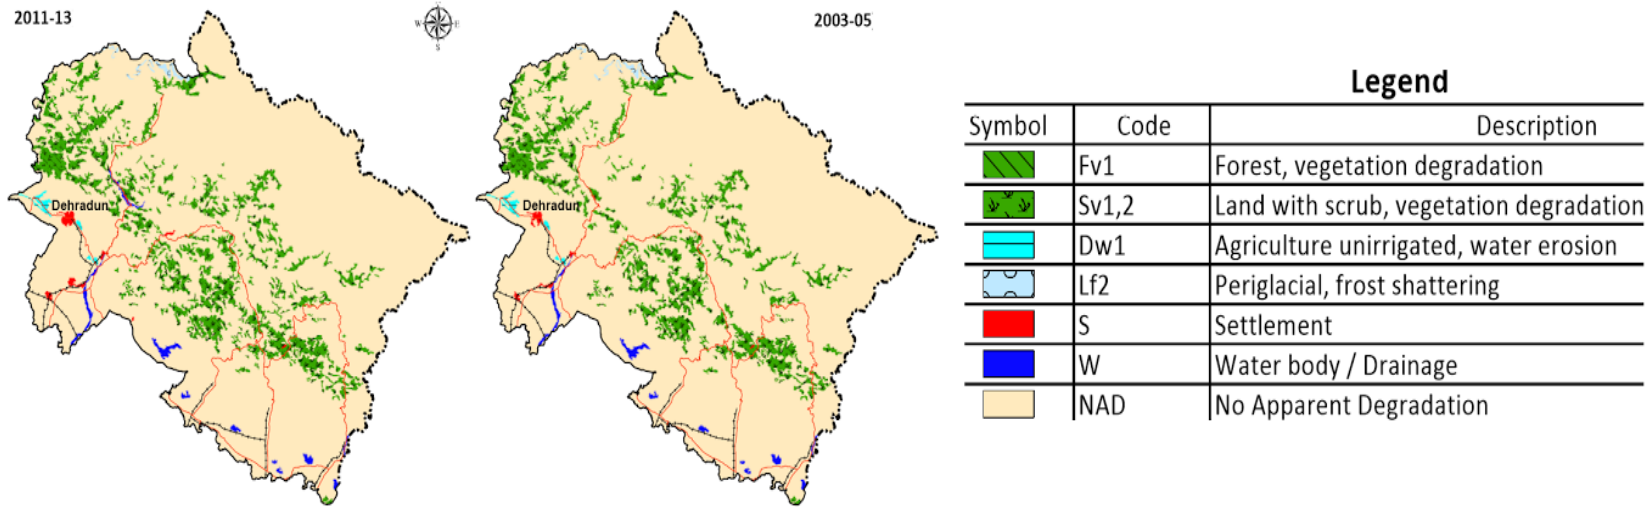 2011-13
N
W E
S
2003-05
Dehradun
Dehradun
Legend
Symbol Code Description
Fv1 Forest, vegetation degradation
Sv1,2 Land with scrub, vegetation degradation
Dw1 Agriculture unirrigated, water erosion
Lf2 Periglacial, frost shattering
S Settlement
W Water body / Drainage
NAD No Apparent Degradation